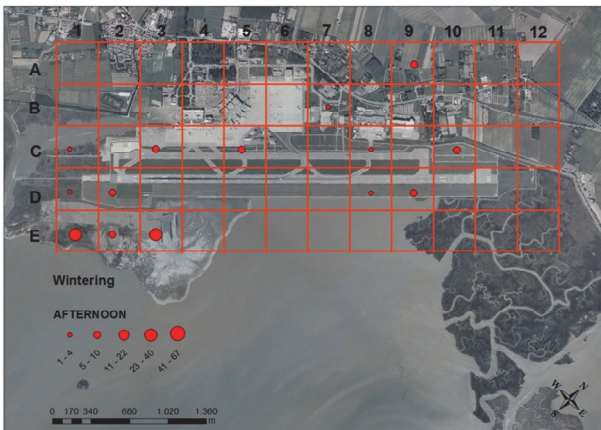 1 2 3 4 5 6 7 8 9 10 11 12
A
B
C
D
E
Wintering
AFTERNOON
1 - 4 5 - 10 11 - 22 23 - 40 41 - 67
N
W
E
S
0 170 340 680 1.020 1.360
m